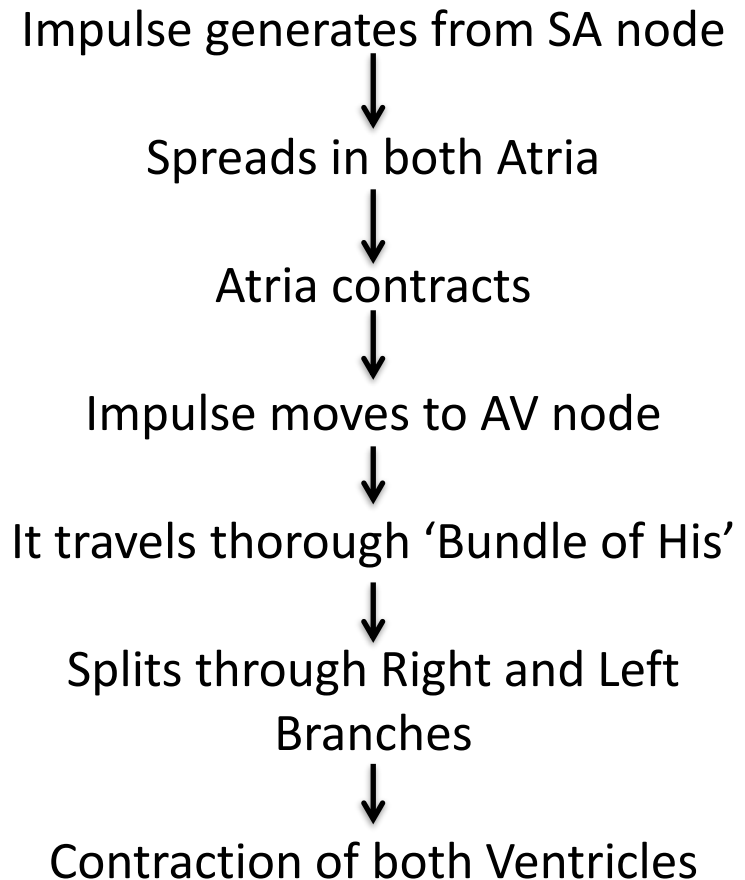 Impulse generates from SA node
Spreads in both Atria
Atria contracts
Impulse moves to AV node
It travels thorough ‘Bundle of His’
Splits through Right and Left
Branches
Contraction of both Ventricles